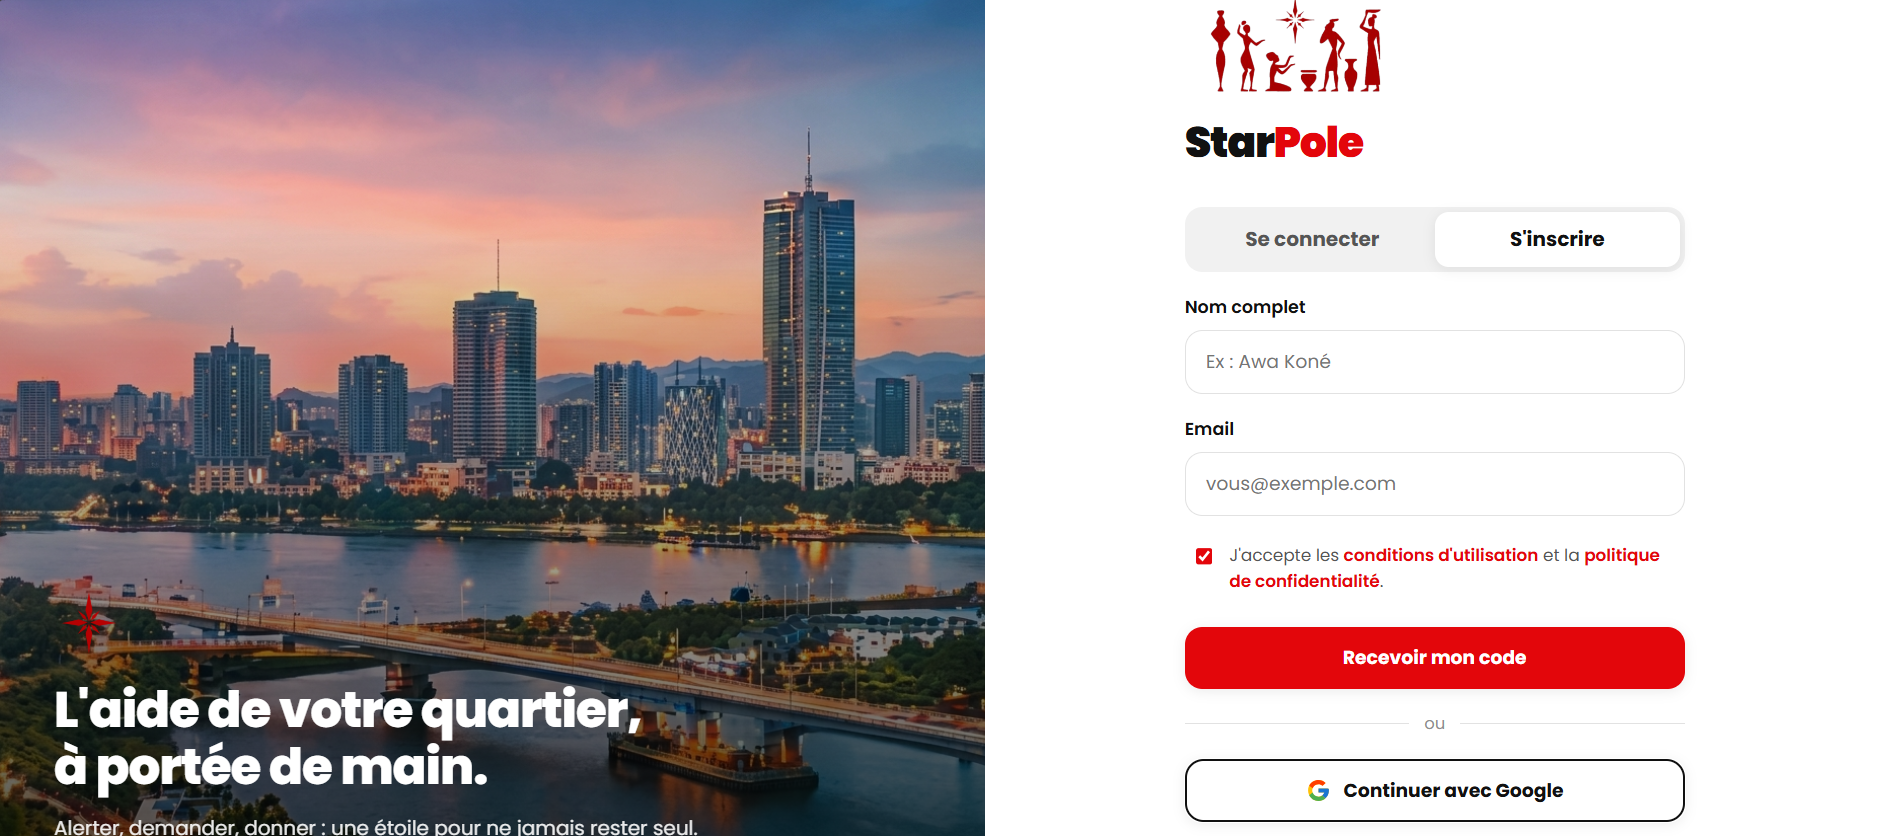 L'aide de votre quartier,
à portée de main.
Alerter, demander, donner : une étoile pour ne jamais rester seul.
StarPole
Se connecter
S'inscrire
Nom complet
Ex : Awa Koné
Email
vous@exemple.com
J'accepte les conditions d'utilisation et la politique
de confidentialité.
Recevoir mon code
ou
Continuer avec Google